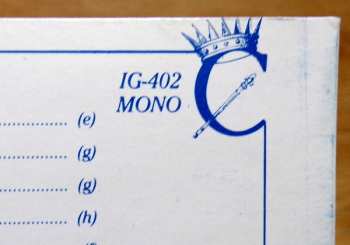 IG-402
MONO
C
.............. (e)
.............. (g)
.............. (g)
.............. (h)